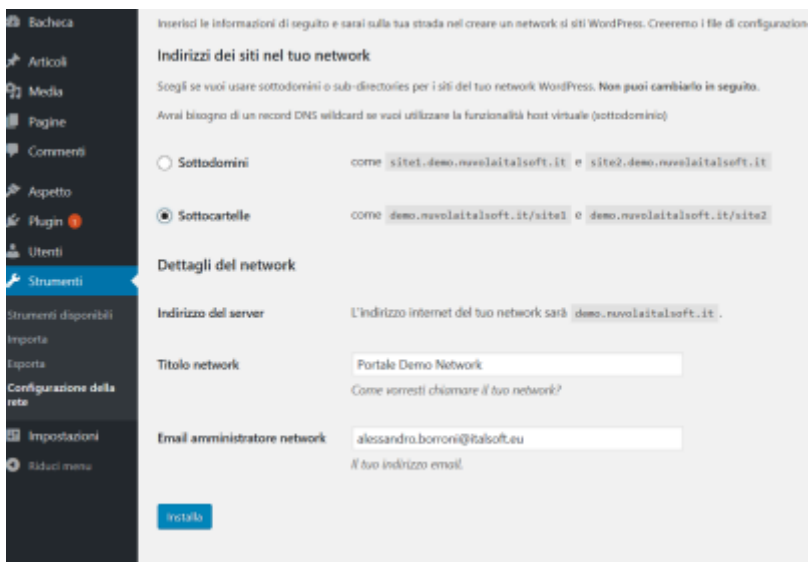 Bacheca
Articoli
Media
Pagine
Commenti
Aspetto
Plugin 1
Utenti
Strumenti
Strumenti disponibili
Importa
Esporta
Configurazione della
rete
Impostazioni
Riduci menu
Inserisci le informazioni di seguito e sarai sulla tua strada nel creare un network si siti WordPress. Creeremo i file di configurazion
Indirizzi dei siti nel tuo network
Scegli se vuoi usare sottodomini o sub-directories per i siti del tuo network WordPress. Non puoi cambiarlo in seguito.
Avrai bisogno di un record DNS wildcard se vuoi utilizzare la funzionalità host virtuale (sottodominio)
Sottodomini come site1.demo.nuvolaitalsoft.it e site2.demo.nuvolaitalsoft.it
Sottocartelle come demo.nuvolaitalsoft.it/site1 e demo.nuvolaitalsoft.it/site2
Dettagli del network
Indirizzo del server L'indirizzo internet del tuo network sarà demo.nuvolaitalsoft.it .
Titolo network Portale Demo Network
Come vorresti chiamare il tuo network?
Email amministratore network alessandro.borroni@italsoft.eu
Il tuo indirizzo email.
Installa